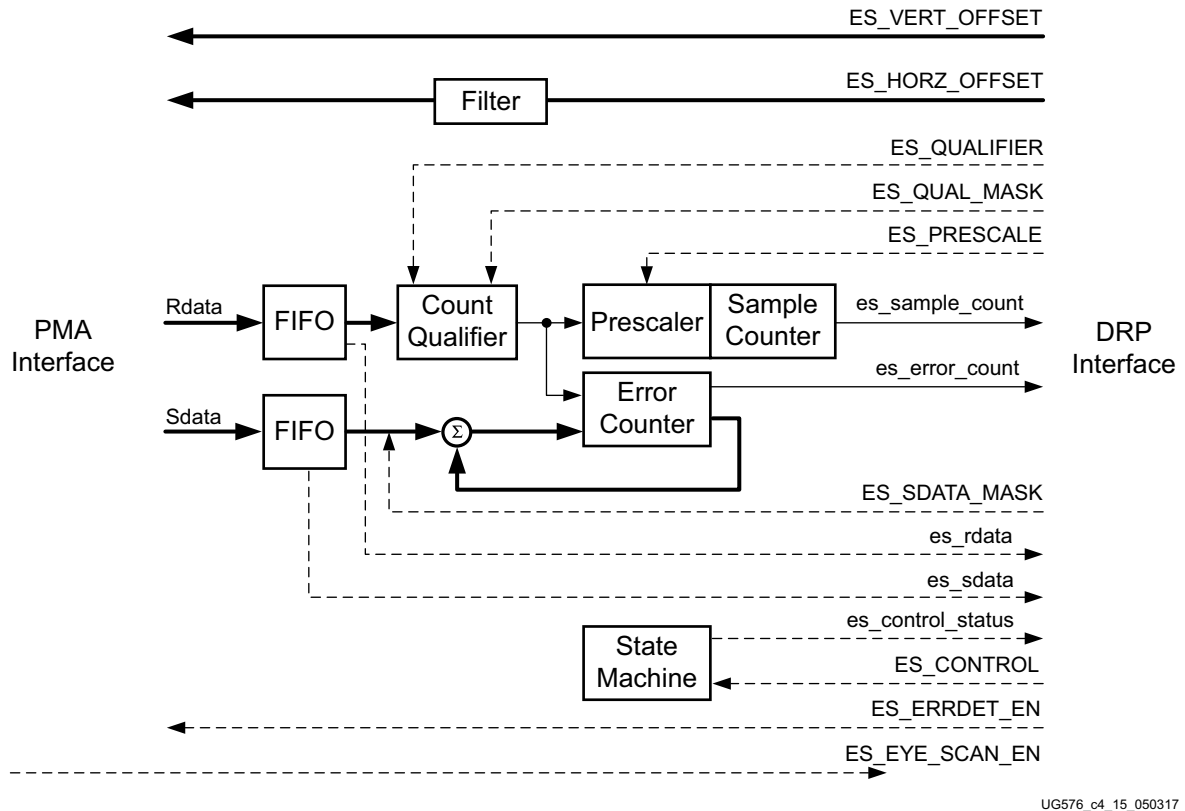 ES_VERT_OFFSET
ES_HORZ_OFFSET
Filter
ES_QUALIFIER
ES_QUAL_MASK
ES_PRESCALE
PMA
Interface
Rdata
FIFO
Count
Qualifier
Prescaler
Sample
Counter
es_sample_count
DRP
Interface
es_error_count
Sdata
FIFO
Σ
Error
Counter
ES_SDATA_MASK
es_rdata
es_sdata
es_control_status
State
Machine
ES_CONTROL
ES_ERRDET_EN
ES_EYE_SCAN_EN
UG576_c4_15_050317